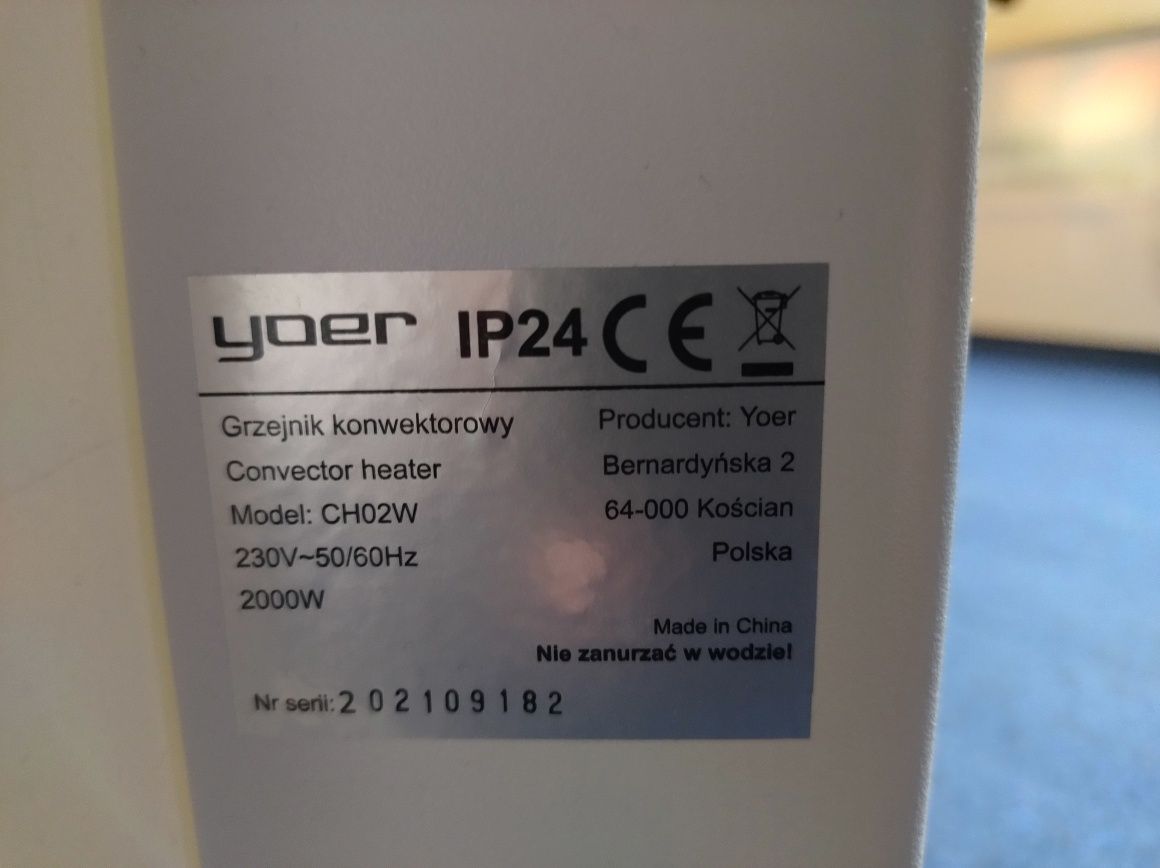 yoer IP24 CE
Grzejnik konwektorowy
Convector heater
Model: CH02W
230V~50/60Hz
2000W
Producent: Yoer
Bernardyńska 2
64-000 Kościan
Polska
Made in China
Nie zanurzać w wodzie!
Nr serii: 202109182